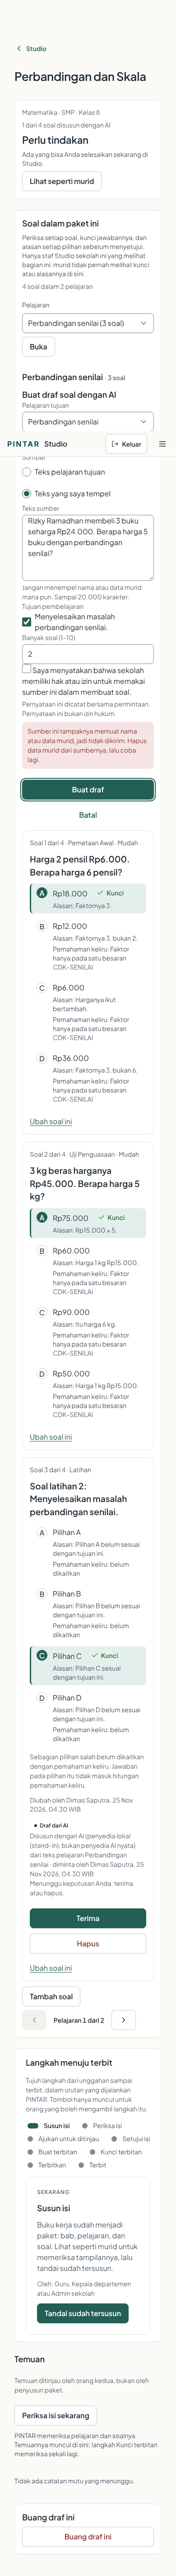 Studio
Perbandingan dan Skala
Matematika · SMP · Kelas 8
1 dari 4 soal disusun dengan AI
Perlu tindakan
Ada yang bisa Anda selesaikan sekarang di
Studio.
Lihat seperti murid
Soal dalam paket ini
Periksa setiap soal, kunci jawabannya, dan
alasan setiap pilihan sebelum menyetujui.
Hanya staf Studio sekolah ini yang melihat
bagian ini; murid tidak pernah melihat kunci
atau alasannya di sini.
4 soal dalam 2 pelajaran
Pelajaran
Perbandingan senilai (3 soal)
Buka
Perbandingan senilai · 3 soal
Buat draf soal dengan AI
Pelajaran tujuan
Perbandingan senilai
PINTAR Studio
Keluar
Sumber
Teks pelajaran tujuan
Teks yang saya tempel
Teks sumber
Rizky Ramadhan membeli 3 buku
seharga Rp24.000. Berapa harga 5
buku dengan perbandingan
senilai?
Jangan menempel nama atau data murid
mana pun. Sampai 20.000 karakter.
Tujuan pembelajaran
Menyelesaikan masalah
perbandingan senilai.
Banyak soal (1–10)
2
Saya menyatakan bahwa sekolah
memiliki hak atau izin untuk memakai
sumber ini dalam membuat soal.
Pernyataan ini dicatat bersama permintaan.
Pernyataan ini bukan izin hukum.
Sumber ini tampaknya memuat nama
atau data murid, jadi tidak dikirim. Hapus
data murid dari sumbernya, lalu coba
lagi.
Buat draf
Batal
Soal 1 dari 4 · Pemetaan Awal · Mudah
Harga 2 pensil Rp6.000.
Berapa harga 6 pensil?
A Rp18.000 Kunci
Alasan: Faktornya 3.
B Rp12.000
Alasan: Faktornya 3, bukan 2.
Pemahaman keliru: Faktor
hanya pada satu besaran
CDK-SENILAI
C Rp6.000
Alasan: Harganya ikut
bertambah.
Pemahaman keliru: Faktor
hanya pada satu besaran
CDK-SENILAI
D Rp36.000
Alasan: Faktornya 3, bukan 6.
Pemahaman keliru: Faktor
hanya pada satu besaran
CDK-SENILAI
Ubah soal ini
Soal 2 dari 4 · Uji Penguasaan · Mudah
3 kg beras harganya
Rp45.000. Berapa harga 5
kg?
A Rp75.000 Kunci
Alasan: Rp15.000 × 5.
B Rp60.000
Alasan: Harga 1 kg Rp15.000.
Pemahaman keliru: Faktor
hanya pada satu besaran
CDK-SENILAI
C Rp90.000
Alasan: Itu harga 6 kg.
Pemahaman keliru: Faktor
hanya pada satu besaran
CDK-SENILAI
D Rp50.000
Alasan: Harga 1 kg Rp15.000.
Pemahaman keliru: Faktor
hanya pada satu besaran
CDK-SENILAI
Ubah soal ini
Soal 3 dari 4 · Latihan
Soal latihan 2:
Menyelesaikan masalah
perbandingan senilai.
A Pilihan A
Alasan: Pilihan A belum sesuai
dengan tujuan ini.
Pemahaman keliru: belum
dikaitkan
B Pilihan B
Alasan: Pilihan B belum sesuai
dengan tujuan ini.
Pemahaman keliru: belum
dikaitkan
C Pilihan C Kunci
Alasan: Pilihan C sesuai
dengan tujuan ini.
D Pilihan D
Alasan: Pilihan D belum sesuai
dengan tujuan ini.
Pemahaman keliru: belum
dikaitkan
Sebagian pilihan salah belum dikaitkan
dengan pemahaman keliru. Jawaban
pada pilihan itu tidak masuk hitungan
pemahaman keliru.
Diubah oleh Dimas Saputra. 25 Nov
2026, 04.30 WIB
Draf dari AI
Disusun dengan AI (penyedia lokal
(stand-in), bukan penyedia AI nyata)
dari teks pelajaran Perbandingan
senilai · diminta oleh Dimas Saputra, 25
Nov 2026, 04.30 WIB
Menunggu keputusan Anda: terima
atau hapus.
Terima
Hapus
Ubah soal ini
Tambah soal
Pelajaran 1 dari 2
Langkah menuju terbit
Tujuh langkah dari unggahan sampai
terbit, dalam urutan yang dijalankan
PINTAR. Tombol hanya muncul untuk
orang yang boleh mengambil langkah itu.
Susun isi
Periksa isi
Ajukan untuk ditinjau
Setujui isi
Buat terbitan
Kunci terbitan
Terbitkan
Terbit
SEKARANG
Susun isi
Buku kerja sudah menjadi
paket: bab, pelajaran, dan
soal. Lihat seperti murid untuk
memeriksa tampilannya, lalu
tandai sudah tersusun.
Oleh: Guru, Kepala departemen
atau Admin sekolah
Tandai sudah tersusun
Temuan
Temuan ditinjau oleh orang kedua, bukan oleh
penyusun paket.
Periksa isi sekarang
PINTAR memeriksa pelajaran dan soalnya.
Temuannya muncul di sini; langkah Kunci terbitan
memeriksa sekali lagi.
Tidak ada catatan mutu yang menunggu.
Buang draf ini
Buang draf ini